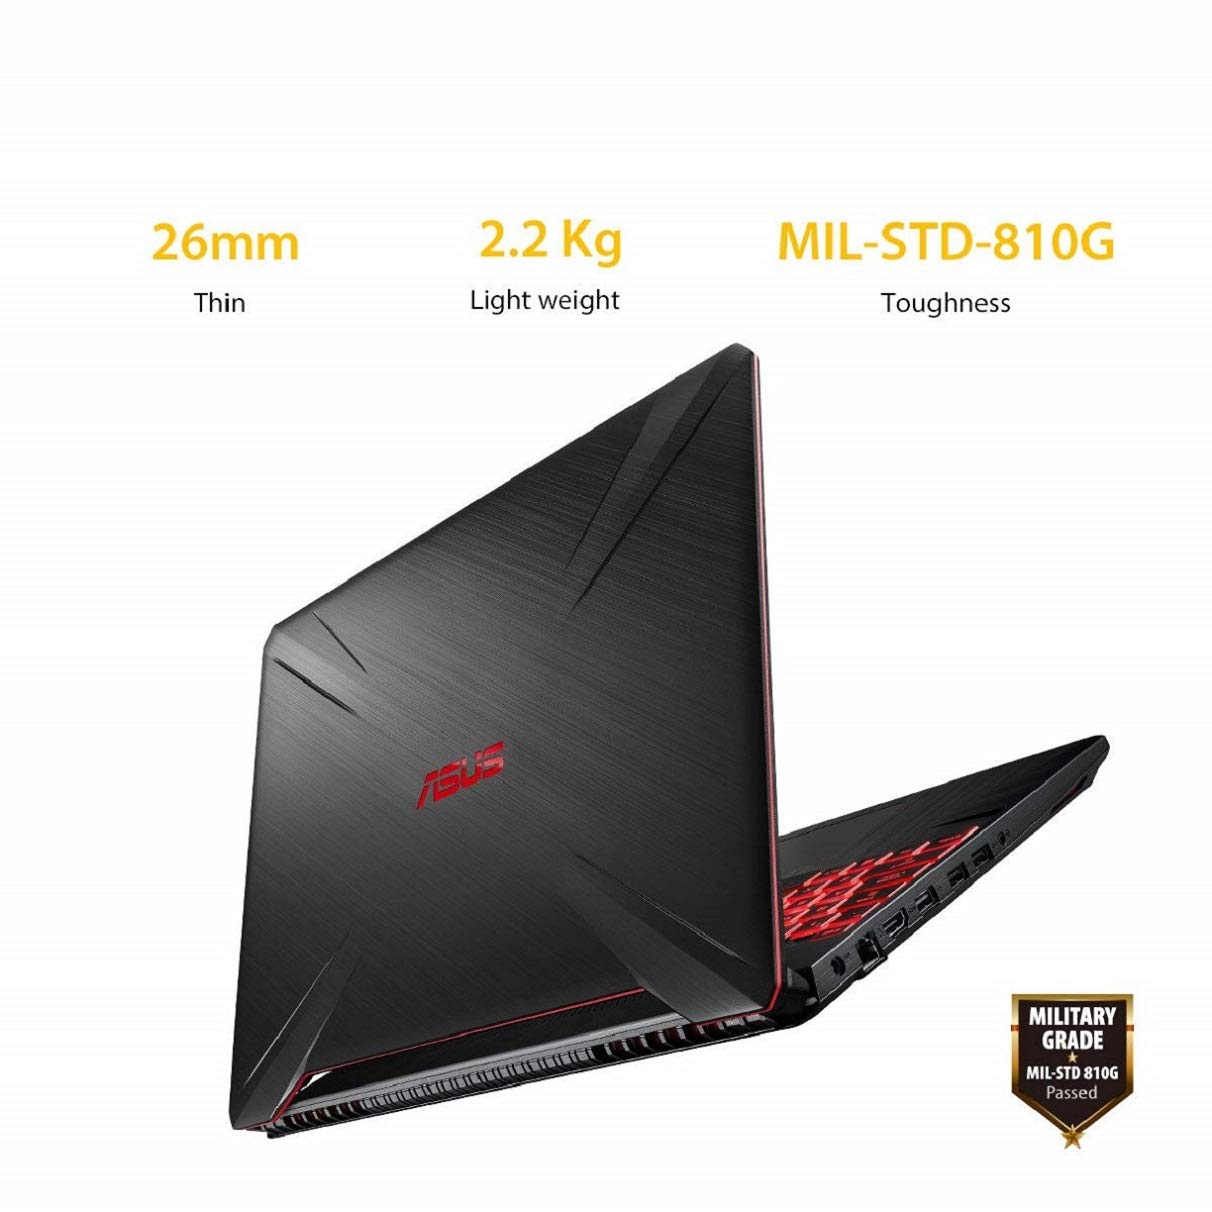 26mm
2.2 Kg
MIL-STD-810G
Thin
Light weight
Toughness
ASUS
MILITARY
GRADE
MIL-STD 810G
Passed